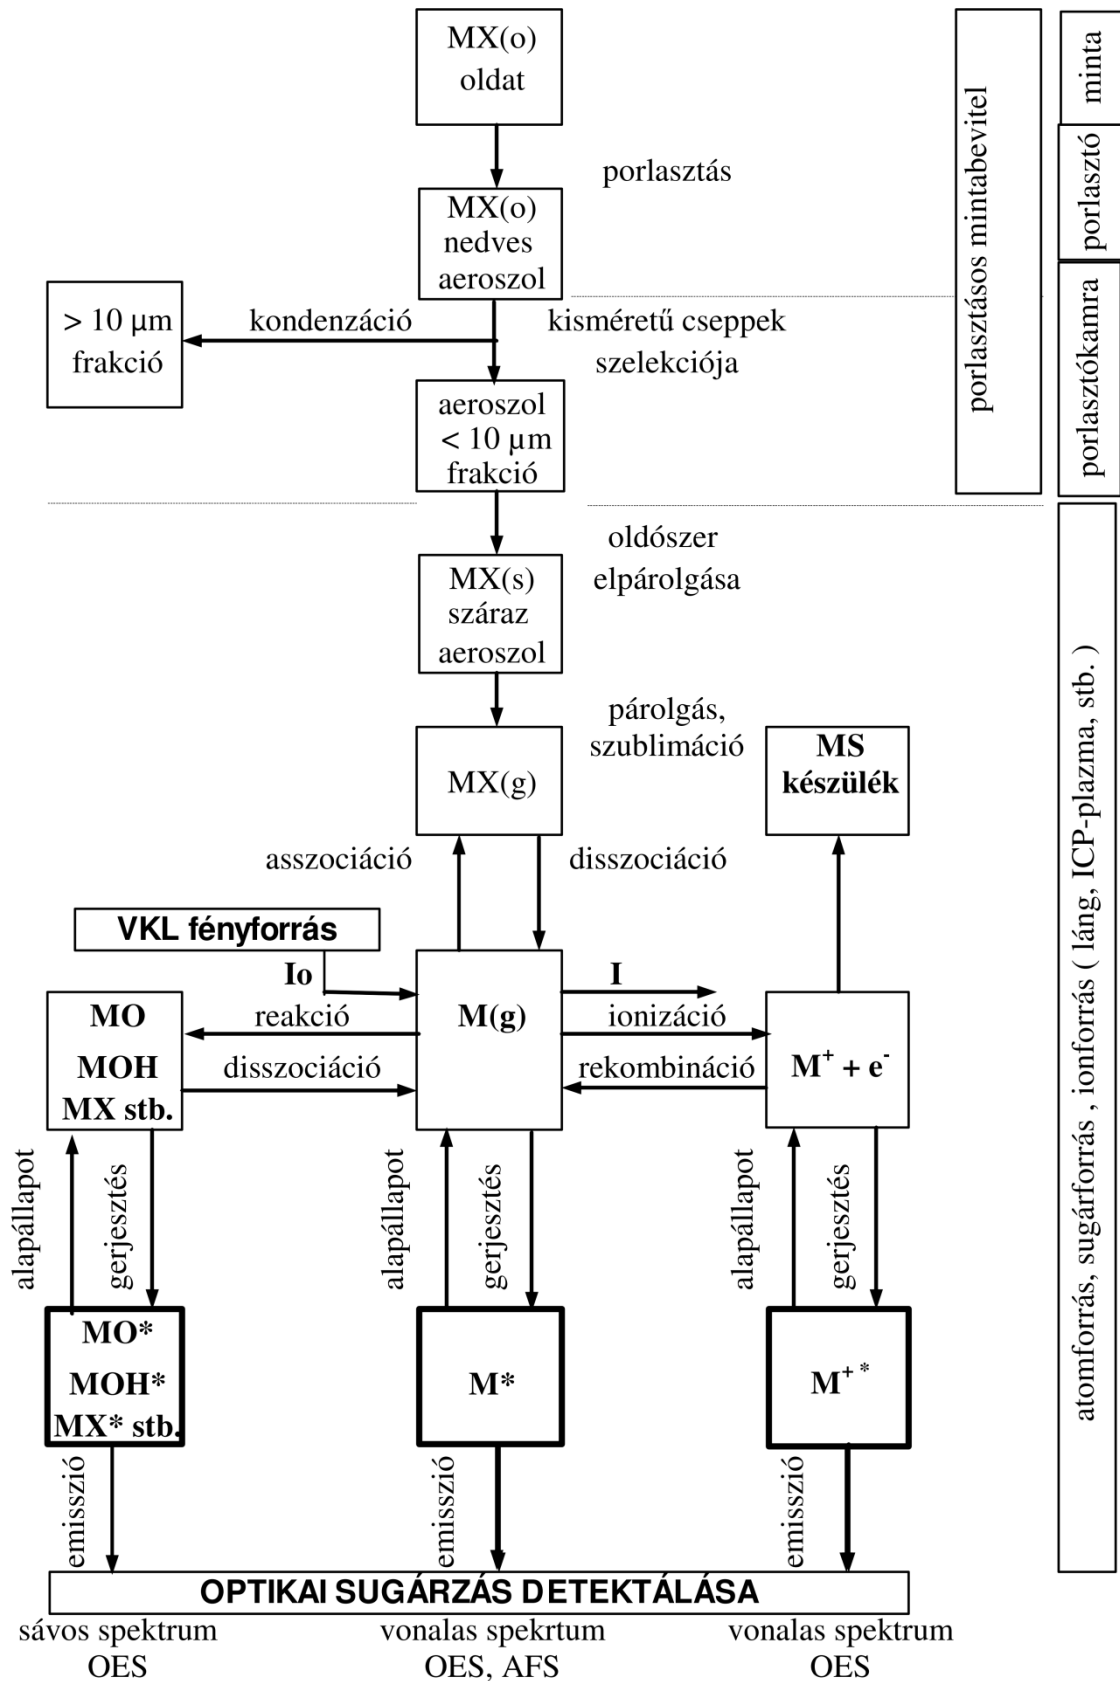 MX(o)
oldat
porlasztás
MX(o)
nedves
aeroszol
> 10 µm
frakció
kondenzáció
kisméretű cseppek
szelekciója
aeroszol
< 10 µm
frakció
oldószer
elpárolgása
MX(s)
száraz
aeroszol
párolgás,
szublimáció
MX(g)
MS
készülék
asszociáció
disszociáció
VKL fényforrás
Io
I
M(g)
reakció
ionizáció
disszociáció
rekombináció
MO
MOH
MX stb.
M⁺ + e⁻
alapállapot
gerjesztés
alapállapot
gerjesztés
alapállapot
gerjesztés
MO*
MOH*
MX* stb.
M*
M⁺*
emisszió
emisszió
emisszió
OPTIKAI SUGÁRZÁS DETEKTÁLÁSA
sávos spektrum
OES
vonalas spekrtum
OES, AFS
vonalas spektrum
OES
porlasztásos mintabevitel
minta
porlasztó
porlasztókamra
atomforrás, sugárforrás , ionforrás ( láng, ICP-plazma, stb. )